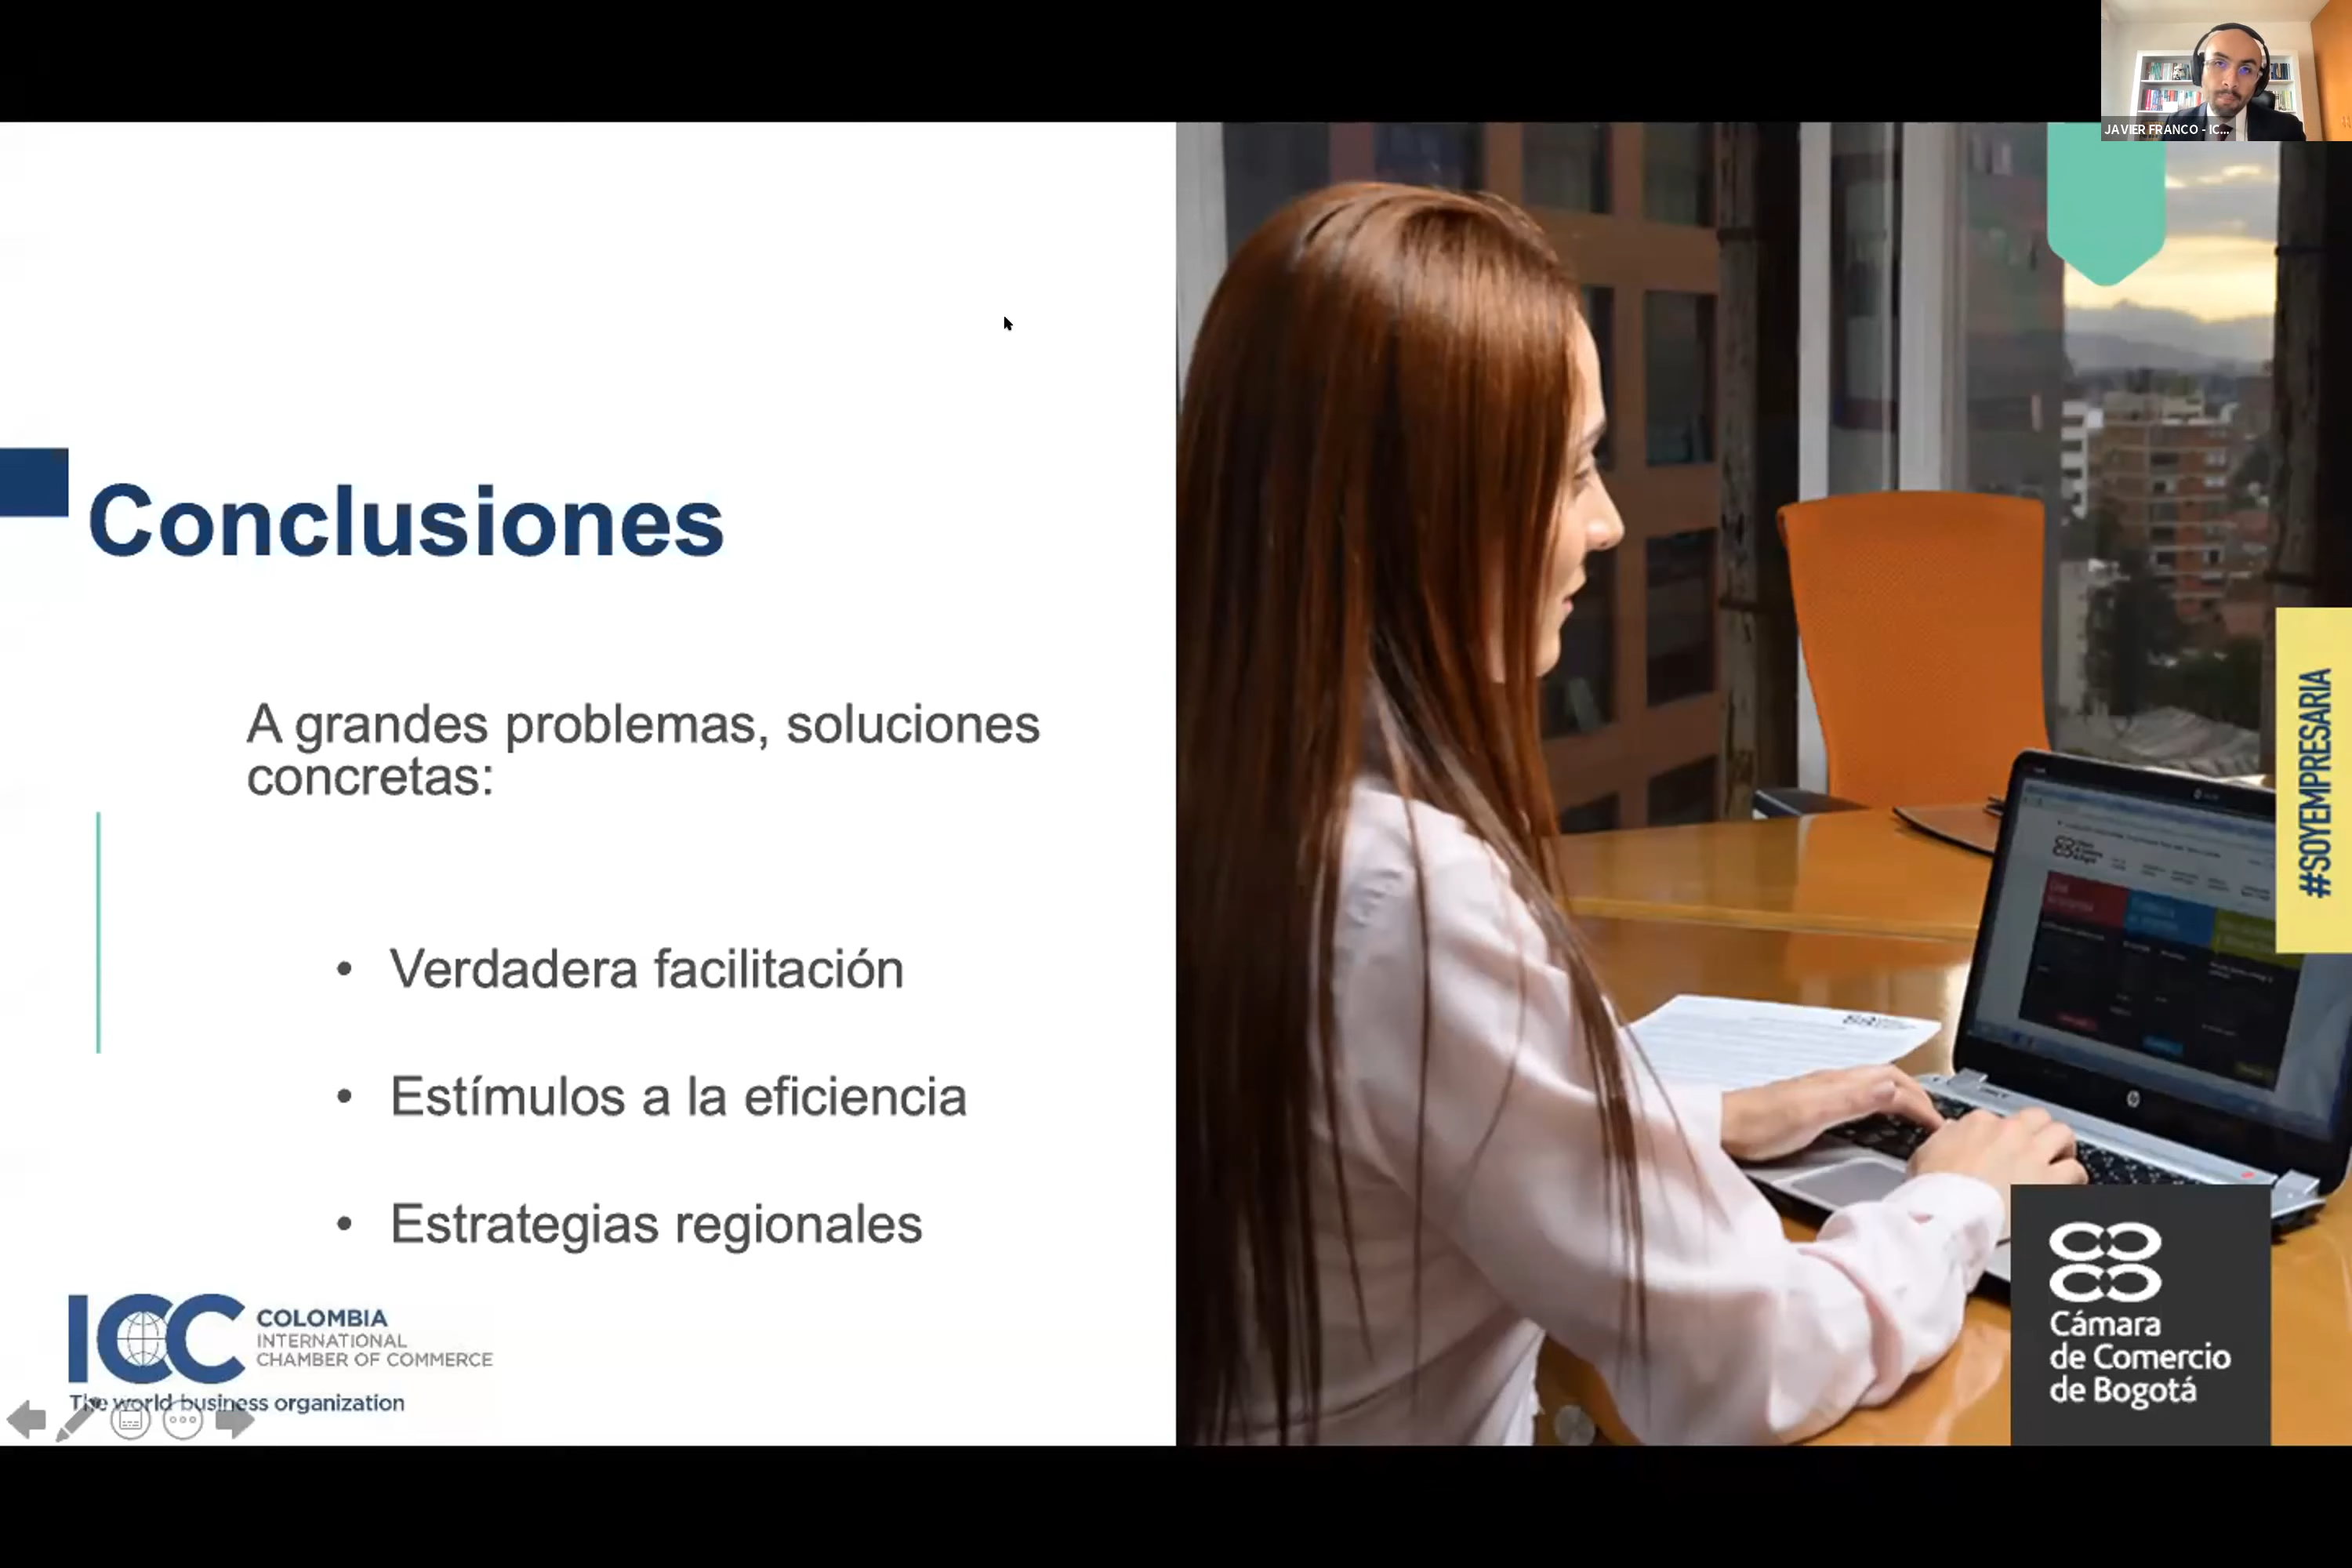 JAVIER FRANCO - IC...
Conclusiones
A grandes problemas, soluciones
concretas:
• Verdadera facilitación
• Estímulos a la eficiencia
• Estrategias regionales
ICC
COLOMBIA
INTERNATIONAL
CHAMBER OF COMMERCE
The world business organization
#SOYEMPRESARIA
Cámara
de Comercio
de Bogotá
hp